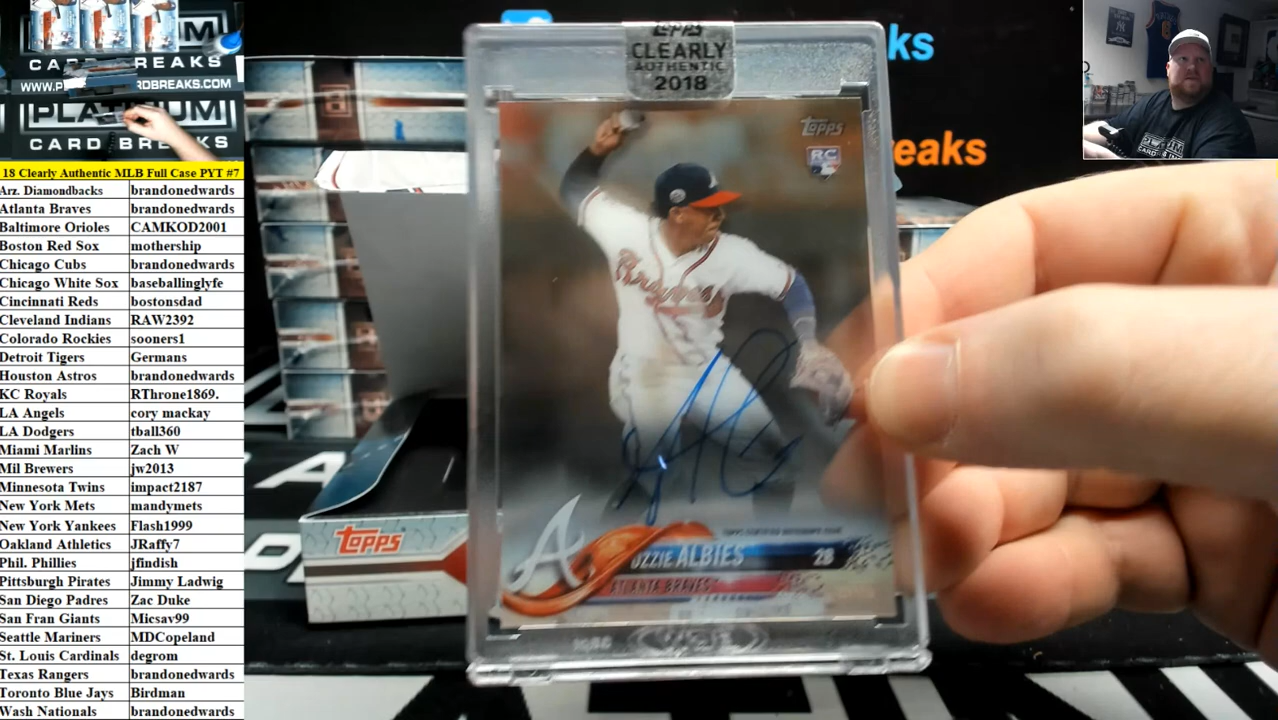 CARD BREAKS
WWW.P
RDBREAKS.COM
PLATINUM
CARD BREAKS
18 Clearly Authentic MLB Full Case PYT #7
Arz. Diamondbacks brandonedwards
Atlanta Braves brandonedwards
Baltimore Orioles CAMKOD2001
Boston Red Sox mothership
Chicago Cubs brandonedwards
Chicago White Sox baseballinglyfe
Cincinnati Reds bostonsdad
Cleveland Indians RAW2392
Colorado Rockies sooners1
Detroit Tigers Germans
Houston Astros brandonedwards
KC Royals RThrone1869.
LA Angels cory mackay
LA Dodgers tball360
Miami Marlins Zach W
Mil Brewers jw2013
Minnesota Twins impact2187
New York Mets mandymets
New York Yankees Flash1999
Oakland Athletics JRaffy7
Phil. Phillies jfindish
Pittsburgh Pirates Jimmy Ladwig
San Diego Padres Zac Duke
San Fran Giants Micsav99
Seattle Mariners MDCopeland
St. Louis Cardinals degrom
Texas Rangers brandonedwards
Toronto Blue Jays Birdman
Wash Nationals brandonedwards
ks
eaks
TOPPS
CLEARLY
AUTHENTIC
2018
Topps
RC
Braves
OZZIE ALBIES 28
ATLANTA BRAVES
Topps